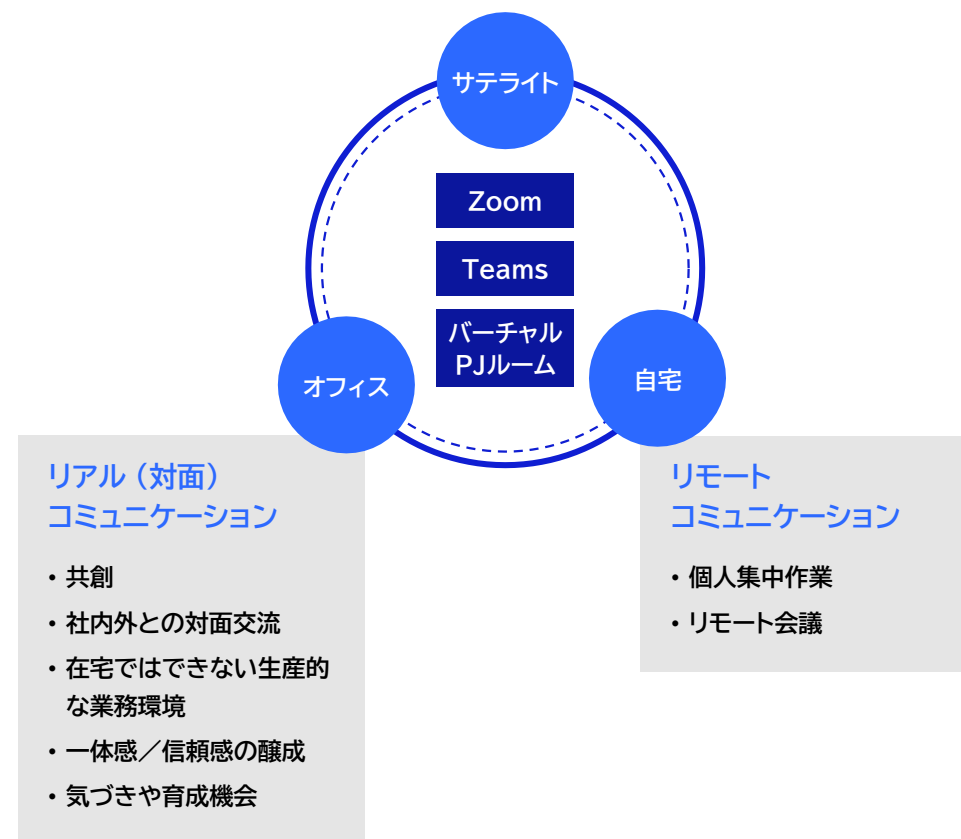 サテライト
Zoom
Teams
バーチャル
PJルーム
オフィス
自宅
リアル（対面）
コミュニケーション
・共創
・社内外との対面交流
・在宅ではできない生産的
な業務環境
・一体感／信頼感の醸成
・気づきや育成機会
リモート
コミュニケーション
・個人集中作業
・リモート会議